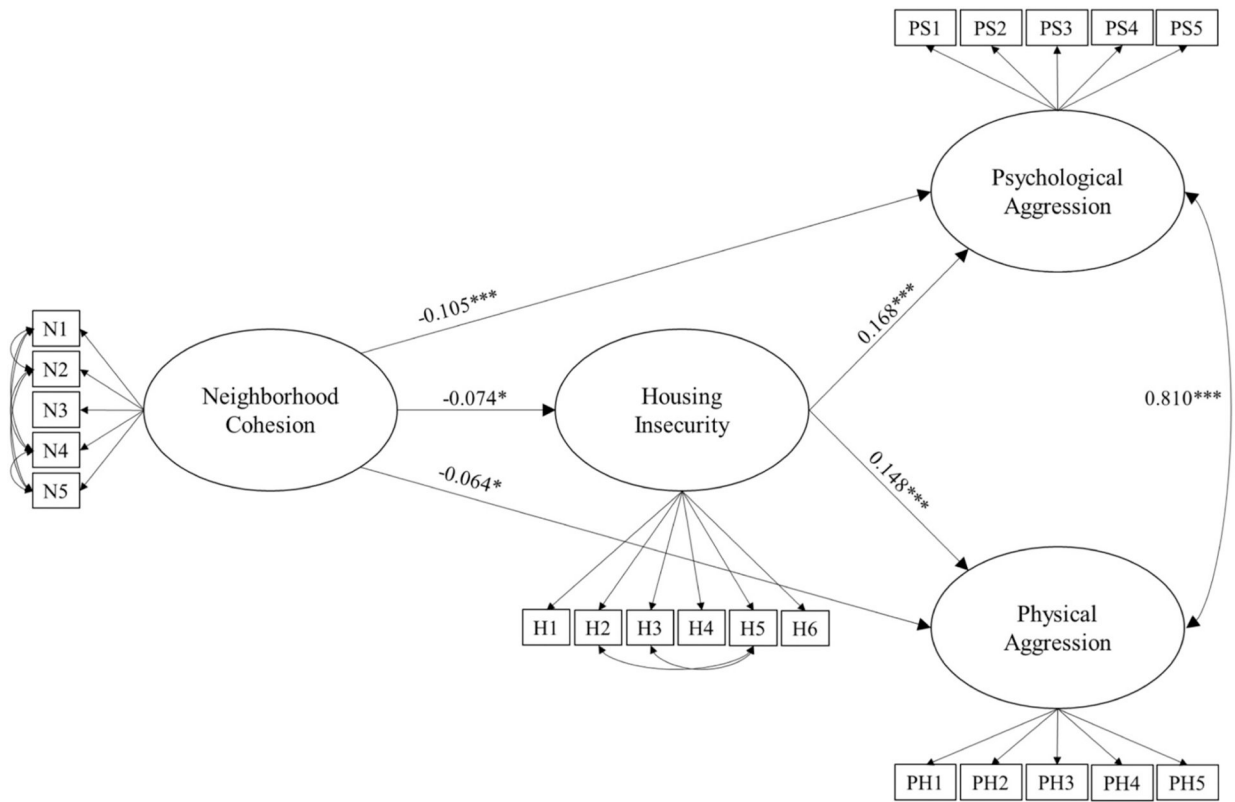 PS1 PS2 PS3 PS4 PS5
Psychological
Aggression
-0.105***
0.168***
N1
N2
N3
N4
N5
Neighborhood
Cohesion
-0.074*
Housing
Insecurity
0.810***
-0.064*
0.148***
H1 H2 H3 H4 H5 H6
Physical
Aggression
PH1 PH2 PH3 PH4 PH5